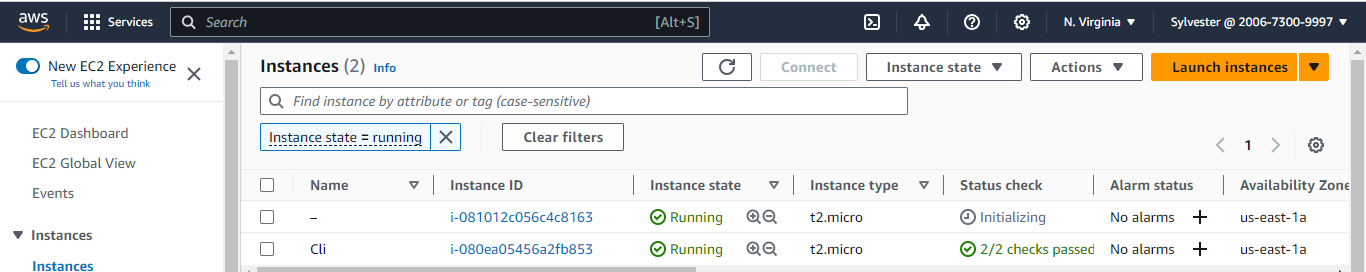 aws Services Search [Alt+S] N. Virginia Sylvester @ 2006-7300-9997
New EC2 Experience
Tell us what you think
EC2 Dashboard
EC2 Global View
Events
Instances
Instances
Instances (2) Info Connect Instance state Actions Launch instances
Find instance by attribute or tag (case-sensitive)
Instance state = running Clear filters
1
Name Instance ID Instance state Instance type Status check Alarm status Availability Zone
– i-081012c056c4c8163 Running t2.micro Initializing No alarms us-east-1a
Cli i-080ea05456a2fb853 Running t2.micro 2/2 checks passed No alarms us-east-1a